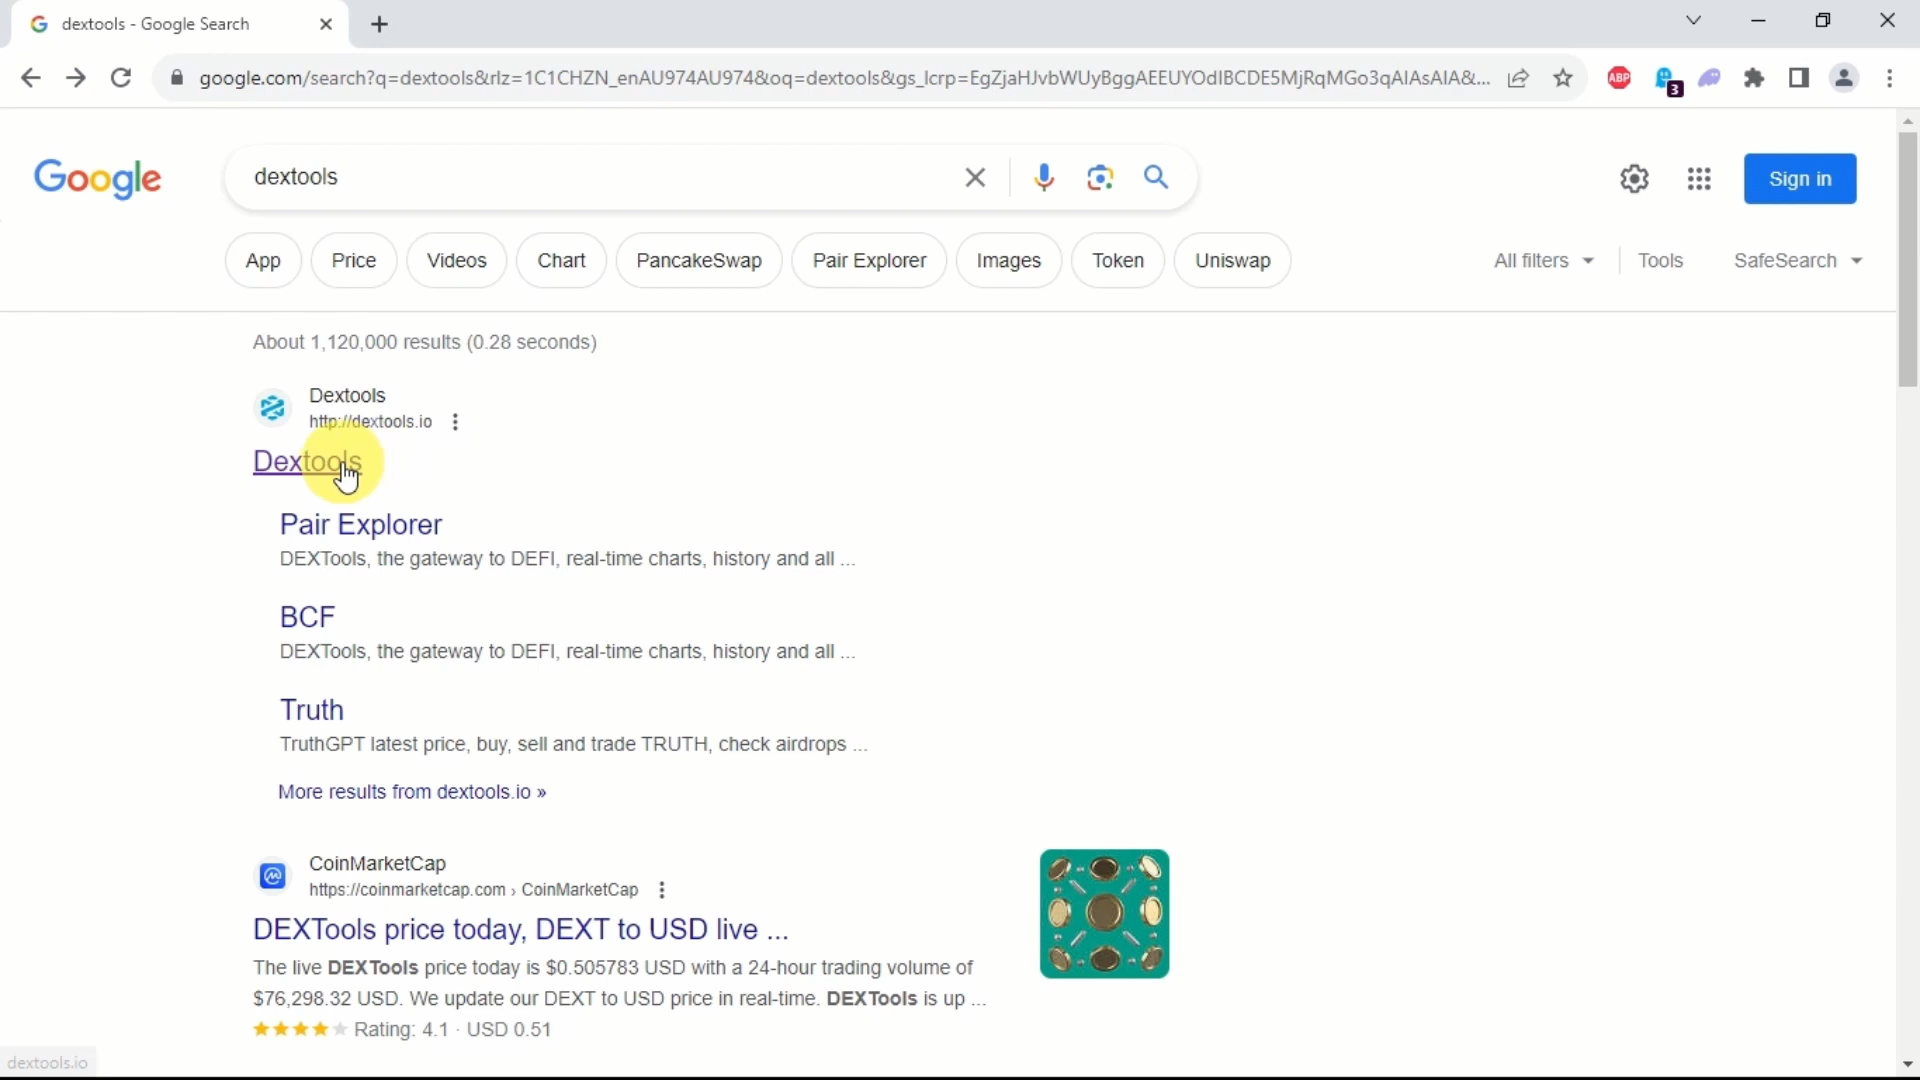 dextools - Google Search
google.com/search?q=dextools&rlz=1C1CHZN_enAU974AU974&oq=dextools&gs_lcrp=EgZjaHJvbWUyBggAEEUYOdIBCDE5MjRqMGo3qAIAsAIA&...
ABP
3
Google
dextools
Sign in
App
Price
Videos
Chart
PancakeSwap
Pair Explorer
Images
Token
Uniswap
All filters
Tools
SafeSearch
About 1,120,000 results (0.28 seconds)
Dextools
http://dextools.io
Dextools
Pair Explorer
DEXTools, the gateway to DEFI, real-time charts, history and all ...
BCF
DEXTools, the gateway to DEFI, real-time charts, history and all ...
Truth
TruthGPT latest price, buy, sell and trade TRUTH, check airdrops ...
More results from dextools.io »
CoinMarketCap
https://coinmarketcap.com › CoinMarketCap
DEXTools price today, DEXT to USD live ...
The live DEXTools price today is $0.505783 USD with a 24-hour trading volume of
$76,298.32 USD. We update our DEXT to USD price in real-time. DEXTools is up ...
Rating: 4.1 · USD 0.51
dextools.io